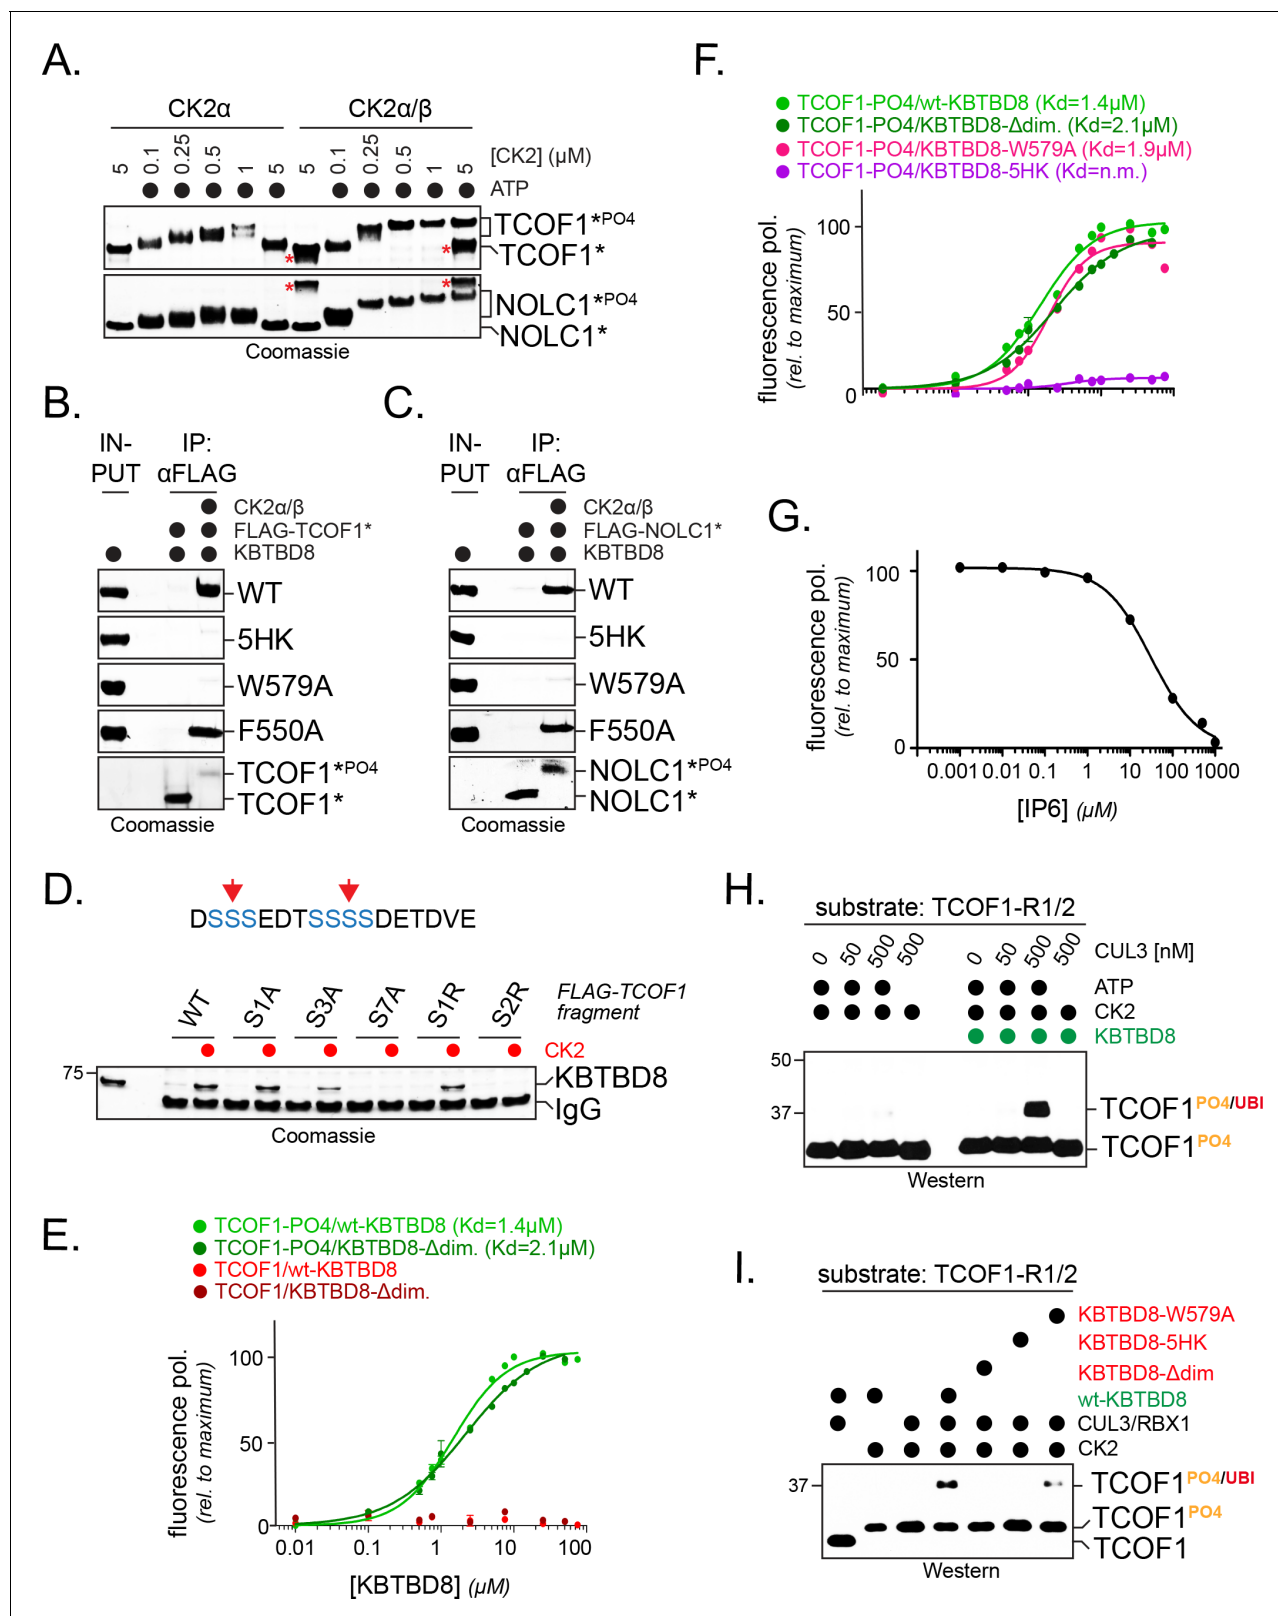 A.
CK2α CK2α/β
5 0.1 0.25 0.5 1 5 5 0.1 0.25 0.5 1 5 [CK2] (µM)
ATP
TCOF1*PO4
* * TCOF1*
* * NOLC1*PO4
NOLC1*
Coomassie
B.
IN-PUT IP: αFLAG
CK2α/β
FLAG-TCOF1*
KBTBD8
WT
5HK
W579A
F550A
TCOF1*PO4
TCOF1*
Coomassie
C.
IN-PUT IP: αFLAG
CK2α/β
FLAG-NOLC1*
KBTBD8
WT
5HK
W579A
F550A
NOLC1*PO4
NOLC1*
Coomassie
D.
DSSSEDTSSSSDETDVE
WT S1A S3A S7A S1R S2R FLAG-TCOF1 fragment
CK2
75
KBTBD8
IgG
Coomassie
E.
TCOF1-PO4/wt-KBTBD8 (Kd=1.4µM)
TCOF1-PO4/KBTBD8-Δdim. (Kd=2.1µM)
TCOF1/wt-KBTBD8
TCOF1/KBTBD8-Δdim.
fluorescence pol.
(rel. to maximum)
100
50
0
0.01 0.1 1 10 100
[KBTBD8] (µM)
F.
TCOF1-PO4/wt-KBTBD8 (Kd=1.4µM)
TCOF1-PO4/KBTBD8-Δdim. (Kd=2.1µM)
TCOF1-PO4/KBTBD8-W579A (Kd=1.9µM)
TCOF1-PO4/KBTBD8-5HK (Kd=n.m.)
fluorescence pol.
(rel. to maximum)
100
50
0
G.
fluorescence pol.
(rel. to maximum)
100
50
0
0.001 0.01 0.1 1 10 100 1000
[IP6] (µM)
H.
substrate: TCOF1-R1/2
0 50 500 500 0 50 500 500 CUL3 [nM]
ATP
CK2
KBTBD8
50
37
TCOF1PO4/UBI
TCOF1PO4
Western
I.
substrate: TCOF1-R1/2
KBTBD8-W579A
KBTBD8-5HK
KBTBD8-Δdim
wt-KBTBD8
CUL3/RBX1
CK2
37
TCOF1PO4/UBI
TCOF1PO4
TCOF1
Western